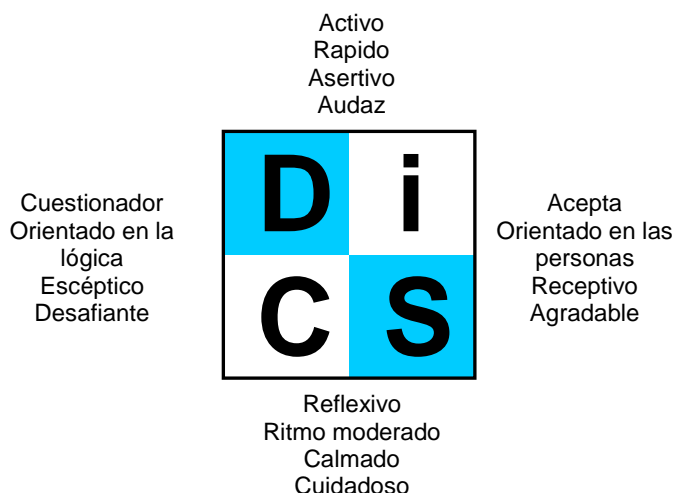 Activo
Rapido
Asertivo
Audaz
D i
Cuestionador
Orientado en la
lógica
Escéptico
Desafiante
Acepta
Orientado en las
personas
Receptivo
Agradable
C S
Reflexivo
Ritmo moderado
Calmado
Cuidadoso